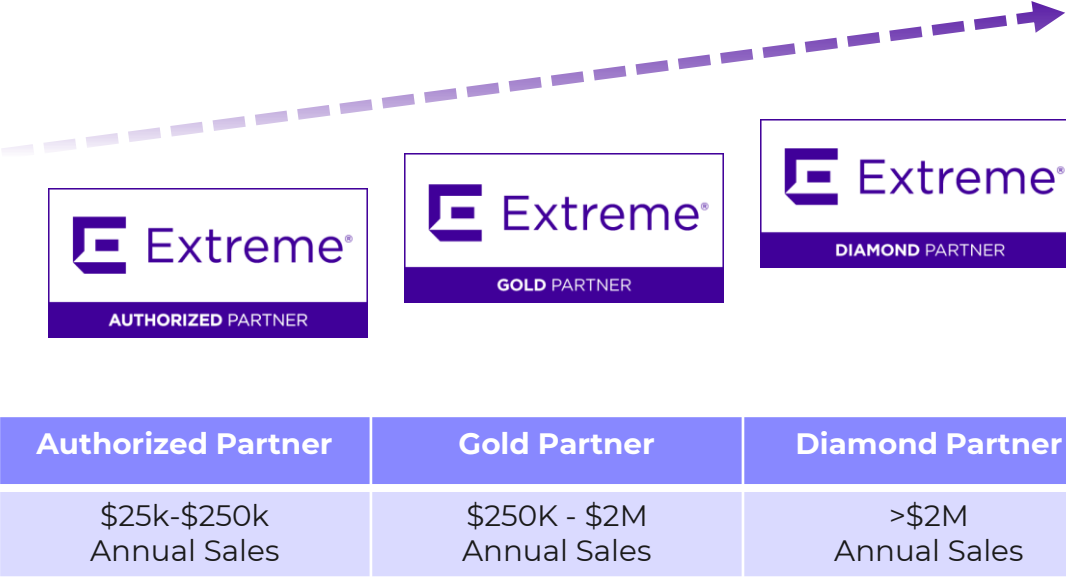 Extreme®
DIAMOND PARTNER
Extreme®
GOLD PARTNER
Extreme®
AUTHORIZED PARTNER
Authorized Partner
Gold Partner
Diamond Partner
$25k-$250k
Annual Sales
$250K - $2M
Annual Sales
>$2M
Annual Sales